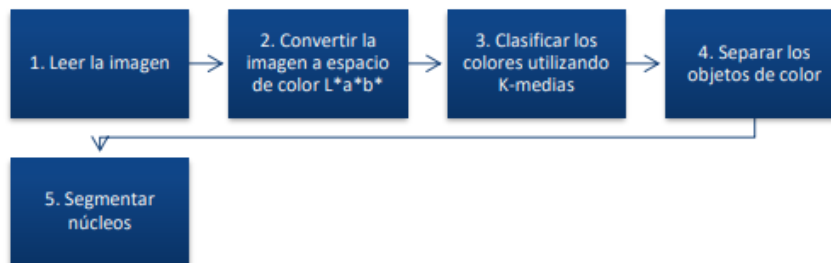 1. Leer la imagen
2. Convertir la
imagen a espacio
de color L*a*b*
3. Clasificar los
colores utilizando
K-medias
4. Separar los
objetos de color
5. Segmentar
núcleos